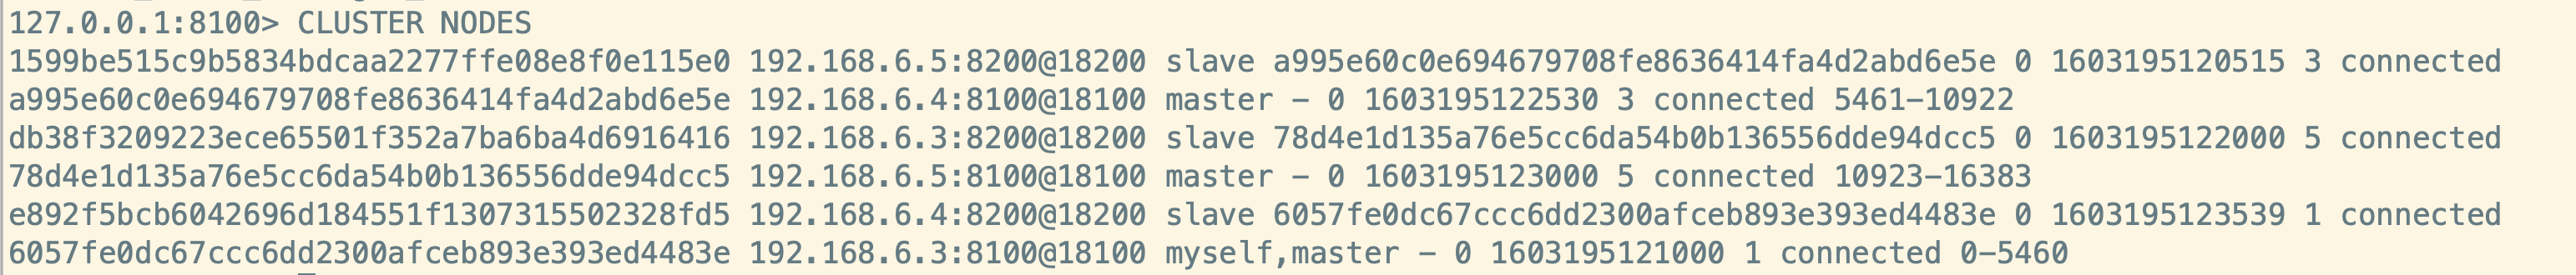 127.0.0.1:8100> CLUSTER NODES
1599be515c9b5834bdcaa2277ffe08e8f0e115e0 192.168.6.5:8200@18200 slave a995e60c0e694679708fe8636414fa4d2abd6e5e 0 1603195120515 3 connected
a995e60c0e694679708fe8636414fa4d2abd6e5e 192.168.6.4:8100@18100 master - 0 1603195122530 3 connected 5461-10922
db38f3209223ece65501f352a7ba6ba4d6916416 192.168.6.3:8200@18200 slave 78d4e1d135a76e5cc6da54b0b136556dde94dcc5 0 1603195122000 5 connected
78d4e1d135a76e5cc6da54b0b136556dde94dcc5 192.168.6.5:8100@18100 master - 0 1603195123000 5 connected 10923-16383
e892f5bcb6042696d184551f1307315502328fd5 192.168.6.4:8200@18200 slave 6057fe0dc67ccc6dd2300afceb893e393ed4483e 0 1603195123539 1 connected
6057fe0dc67ccc6dd2300afceb893e393ed4483e 192.168.6.3:8100@18100 myself,master - 0 1603195121000 1 connected 0-5460